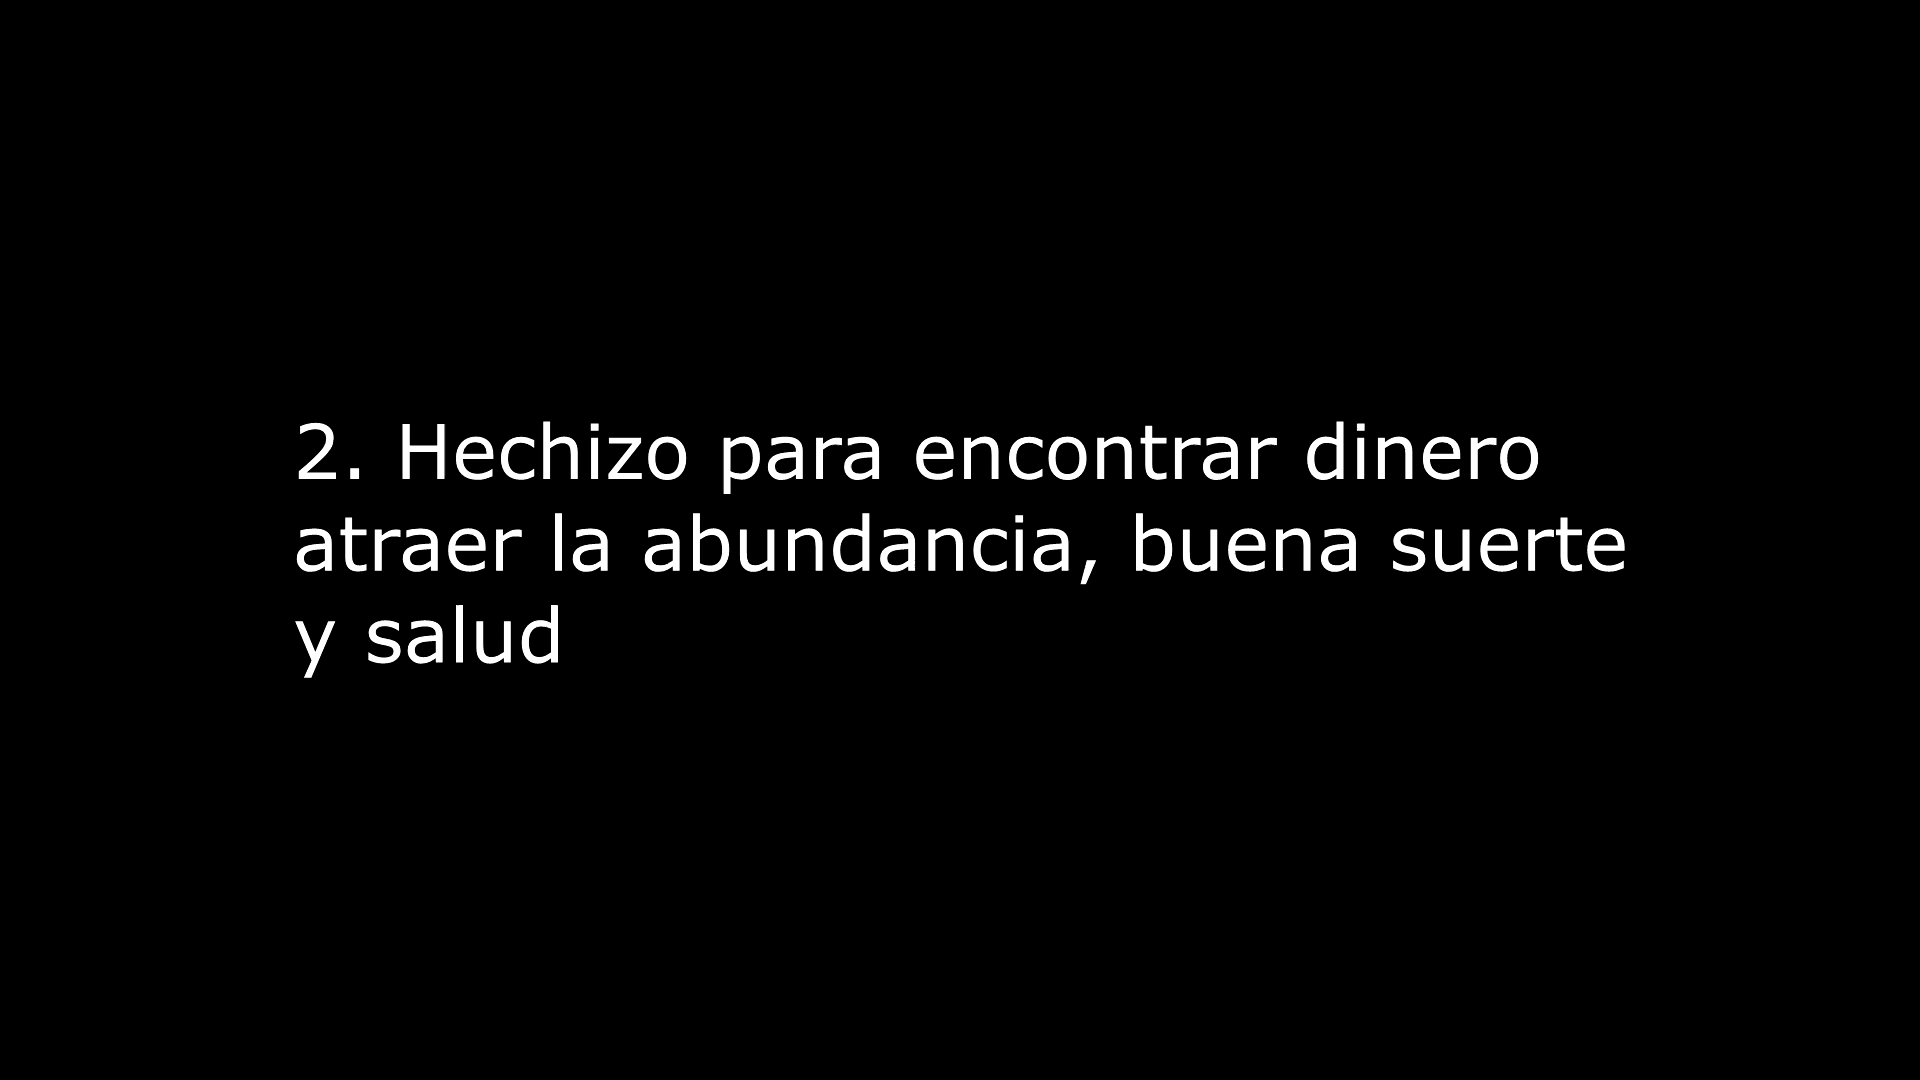 2. Hechizo para encontrar dinero
atraer la abundancia, buena suerte
y salud